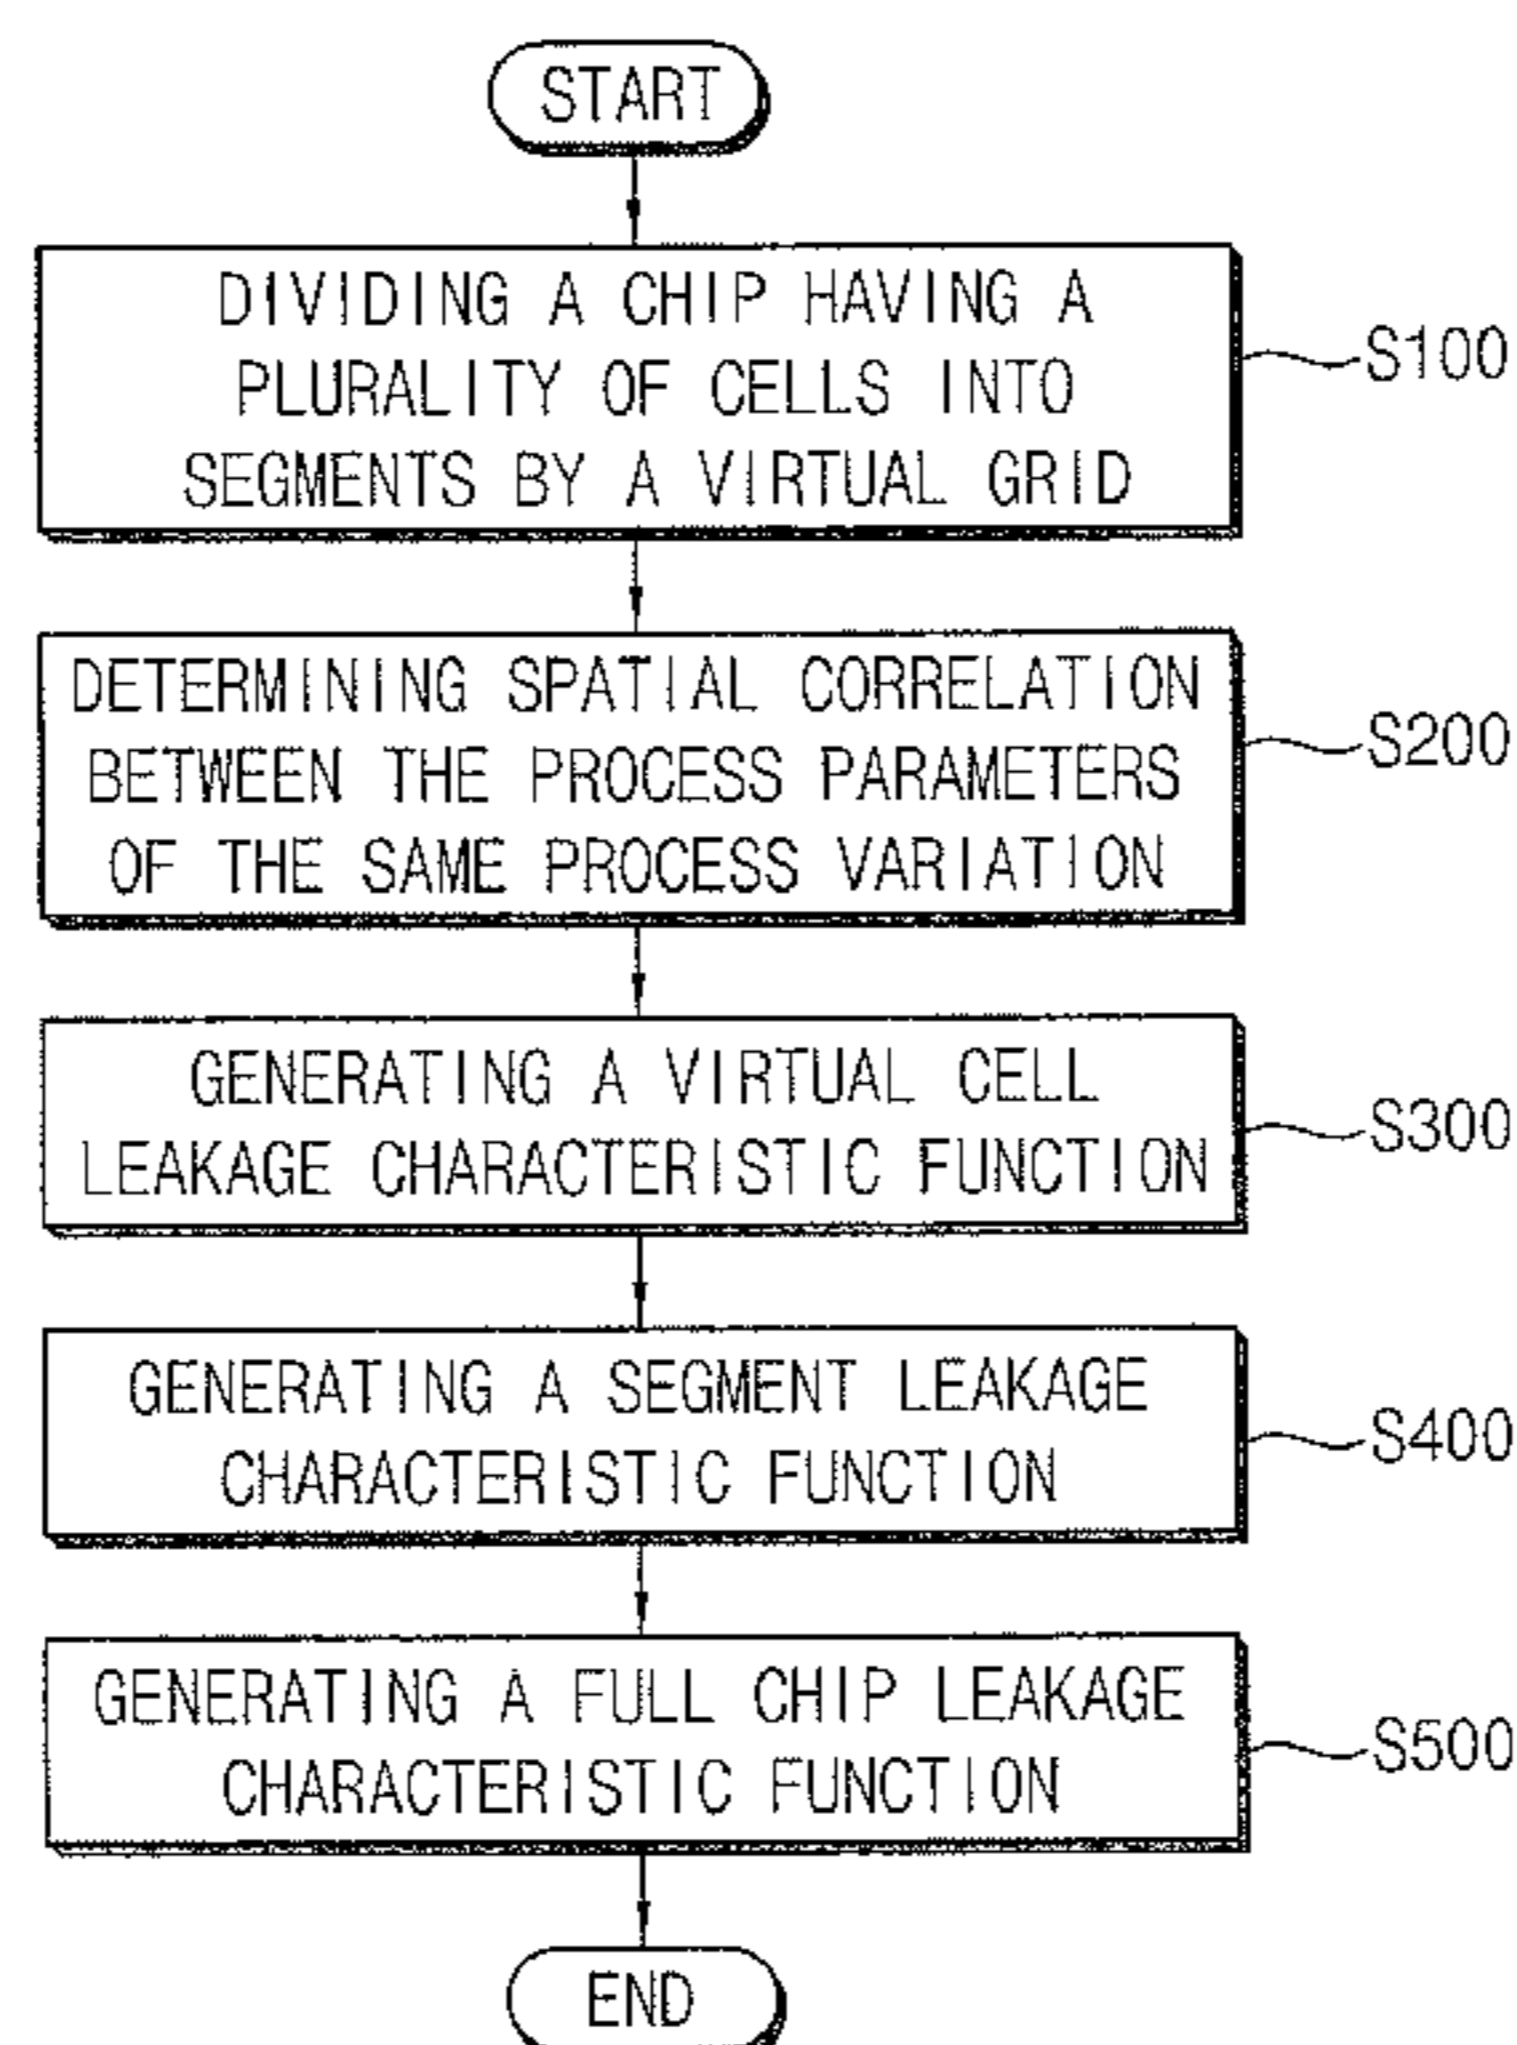 START
DIVIDING A CHIP HAVING A
PLURALITY OF CELLS INTO
SEGMENTS BY A VIRTUAL GRID
S100
DETERMINING SPATIAL CORRELATION
BETWEEN THE PROCESS PARAMETERS
OF THE SAME PROCESS VARIATION
S200
GENERATING A VIRTUAL CELL
LEAKAGE CHARACTERISTIC FUNCTION
S300
GENERATING A SEGMENT LEAKAGE
CHARACTERISTIC FUNCTION
S400
GENERATING A FULL CHIP LEAKAGE
CHARACTERISTIC FUNCTION
S500
END